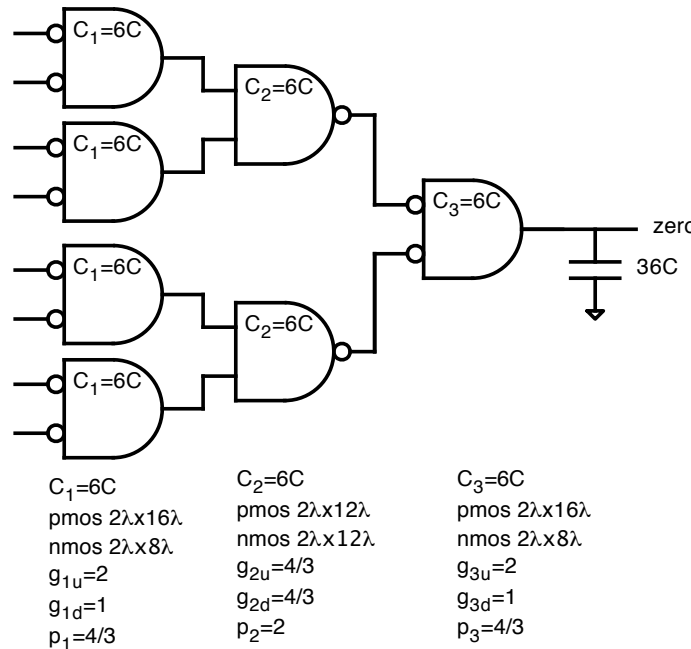 C₁=6C
C₂=6C
C₁=6C
C₃=6C
zero
36C
C₁=6C
C₂=6C
C₁=6C
C₁=6C
pmos 2λx16λ
nmos 2λx8λ
g₁ᵤ=2
g₁d=1
p₁=4/3
C₂=6C
pmos 2λx12λ
nmos 2λx12λ
g₂ᵤ=4/3
g₂d=4/3
p₂=2
C₃=6C
pmos 2λx16λ
nmos 2λx8λ
g₃ᵤ=2
g₃d=1
p₃=4/3